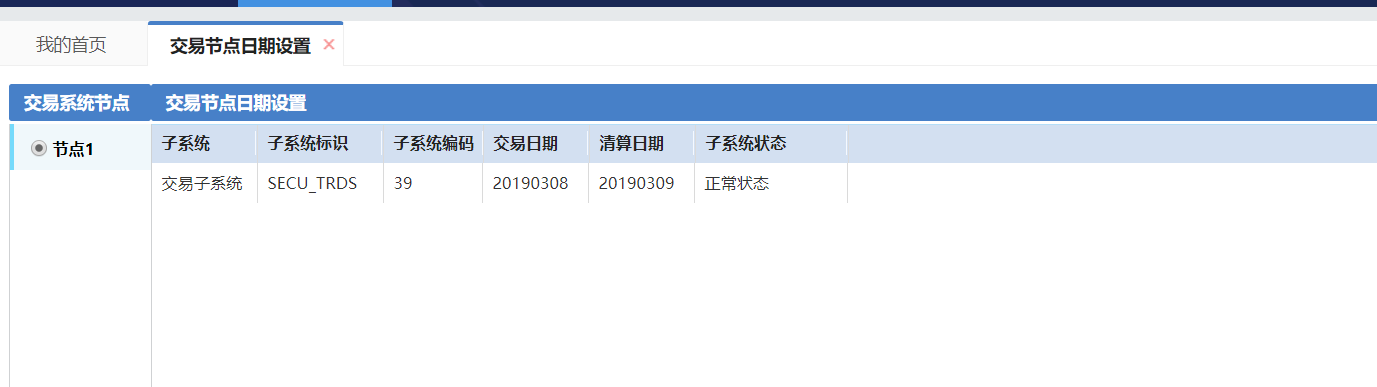 我的首页 交易节点日期设置 ×
交易系统节点 交易节点日期设置
节点1 子系统 子系统标识 子系统编码 交易日期 清算日期 子系统状态
交易子系统 SECU_TRDS 39 20190308 20190309 正常状态